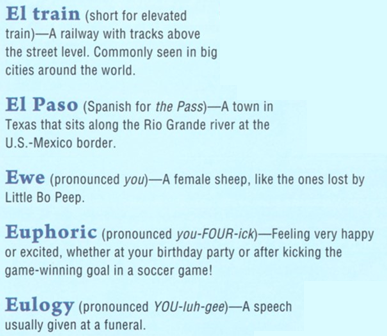 El train (short for elevated
train)—A railway with tracks above
the street level. Commonly seen in big
cities around the world.
El Paso (Spanish for the Pass)—A town in
Texas that sits along the Rio Grande river at the
U.S.-Mexico border.
Ewe (pronounced you)—A female sheep, like the ones lost by
Little Bo Peep.
Euphoric (pronounced you-FOUR-ick)—Feeling very happy
or excited, whether at your birthday party or after kicking the
game-winning goal in a soccer game!
Eulogy (pronounced YOU-luh-gee)—A speech
usually given at a funeral.